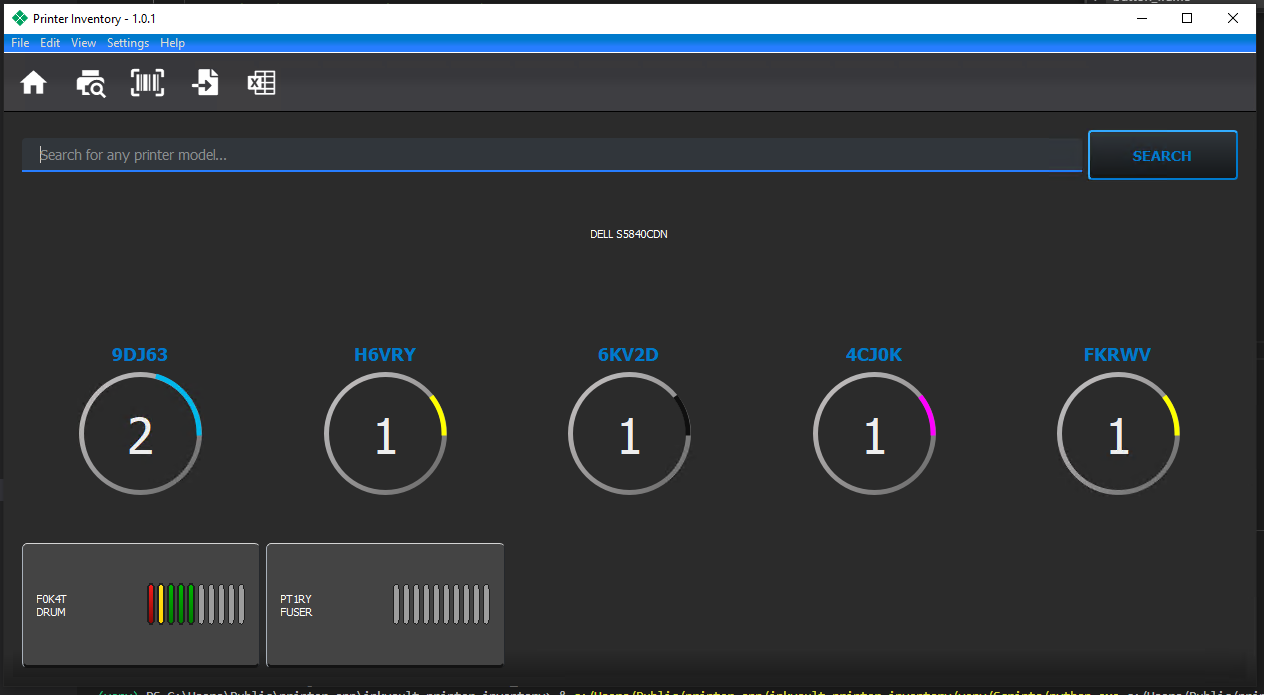 Printer Inventory - 1.0.1
File Edit View Settings Help
Search for any printer model...
SEARCH
DELL S5840CDN
9DJ63 H6VRY 6KV2D 4CJ0K FKRWV
2 1 1 1 1
F0K4T
DRUM
PT1RY
FUSER